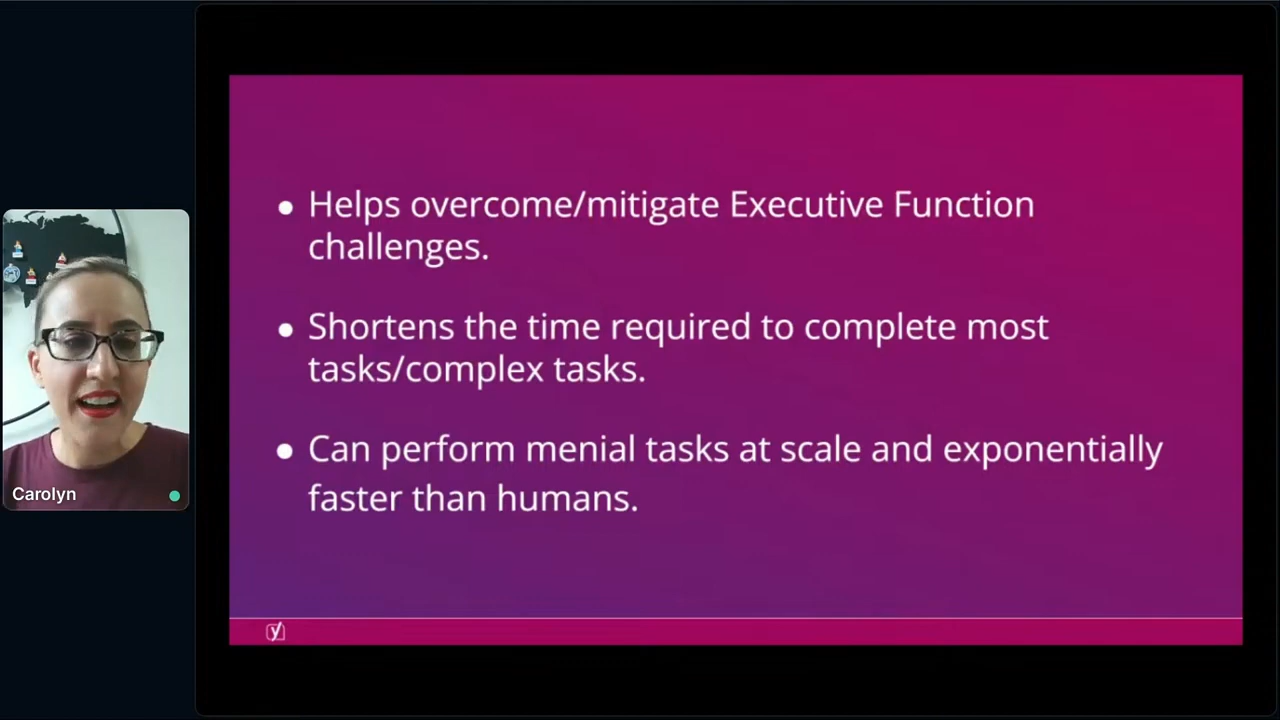 ● Helps overcome/mitigate Executive Function
challenges.
● Shortens the time required to complete most
tasks/complex tasks.
● Can perform menial tasks at scale and exponentially
faster than humans.
Carolyn
y